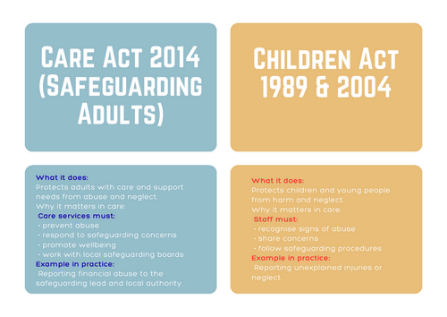 CARE ACT 2014
(SAFEGUARDING
ADULTS)
CHILDREN ACT
1989 & 2004
What it does:
Protects adults with care and support
needs from abuse and neglect.
Why it matters in care:
Care services must:
- prevent abuse
- respond to safeguarding concerns
- promote wellbeing
- work with local safeguarding boards
Example in practice:
Reporting financial abuse to the
safeguarding lead and local authority.
What it does:
Protects children and young people
from harm and neglect.
Why it matters in care:
Staff must:
- recognise signs of abuse
- share concerns
- follow safeguarding procedures
Example in practice:
Reporting unexplained injuries or
neglect.